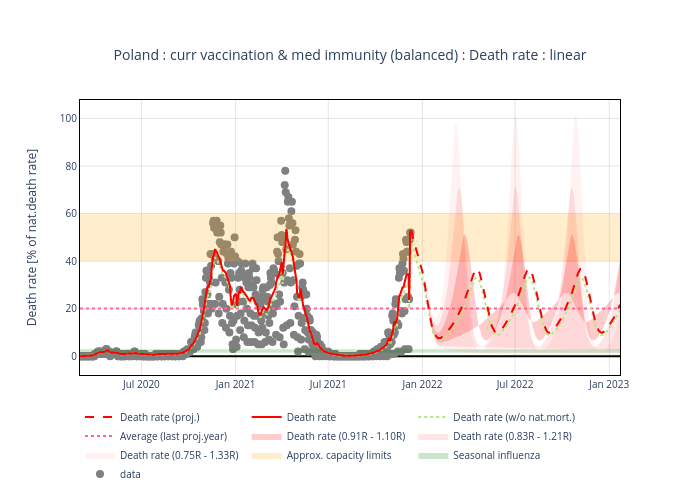 Poland : curr vaccination & med immunity (balanced) : Death rate : linear
Death rate [% of nat.death rate]
100
80
60
40
20
0
Jul 2020 Jan 2021 Jul 2021 Jan 2022 Jul 2022 Jan 2023
Death rate (proj.) Death rate Death rate (w/o nat.mort.)
Average (last proj.year) Death rate (0.91R - 1.10R) Death rate (0.83R - 1.21R)
Death rate (0.75R - 1.33R) Approx. capacity limits Seasonal influenza
data